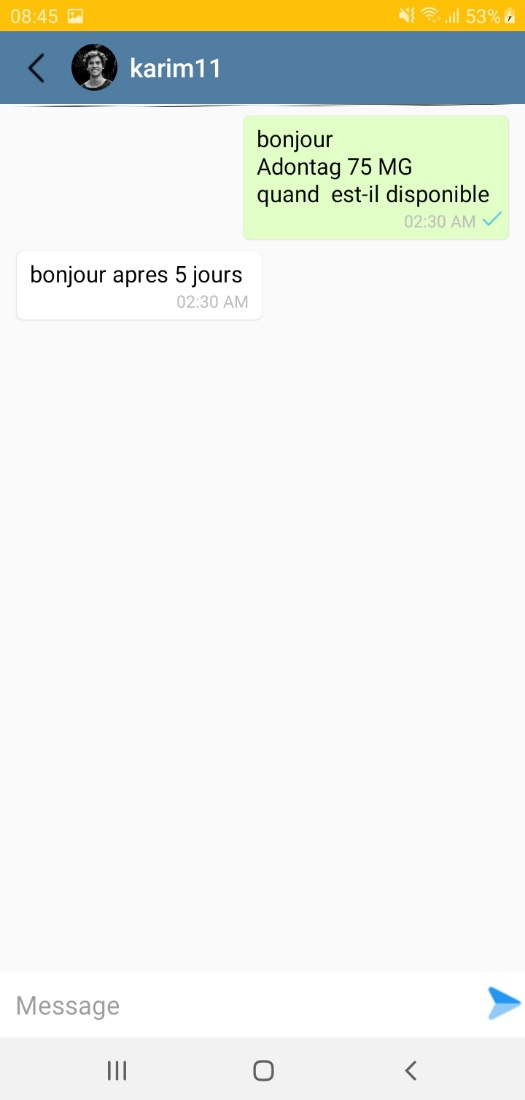 08:45
53%
karim11
bonjour
Adontag 75 MG
quand est-il disponible
02:30 AM
bonjour apres 5 jours
02:30 AM
Message